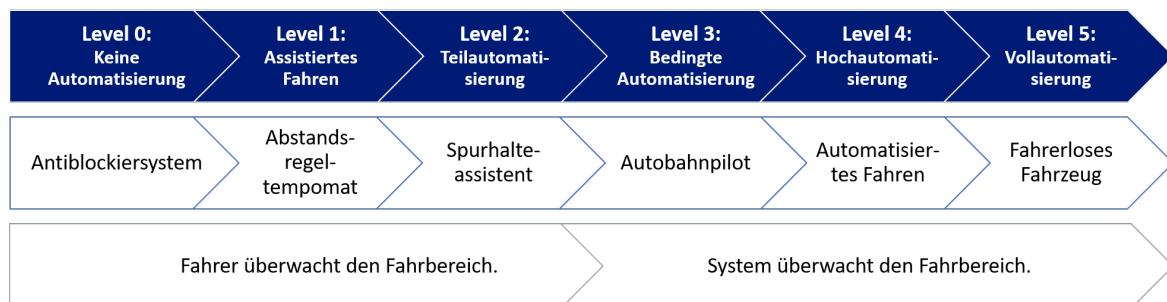 Level 0:
Keine
Automatisierung
Level 1:
Assistiertes
Fahren
Level 2:
Teilautomati-
sierung
Level 3:
Bedingte
Automatisierung
Level 4:
Hochautomati-
sierung
Level 5:
Vollautomati-
sierung
Antiblockiersystem
Abstands-
regel-
tempomat
Spurhalte-
assistent
Autobahnpilot
Automatisier-
tes Fahren
Fahrerloses
Fahrzeug
Fahrer überwacht den Fahrbereich.
System überwacht den Fahrbereich.